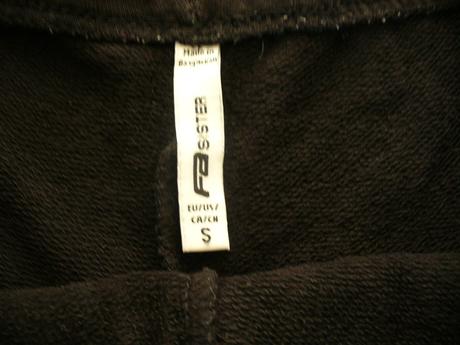 Made in
Bangladesh
FB SISTER
EU/US/
CA/CN
S